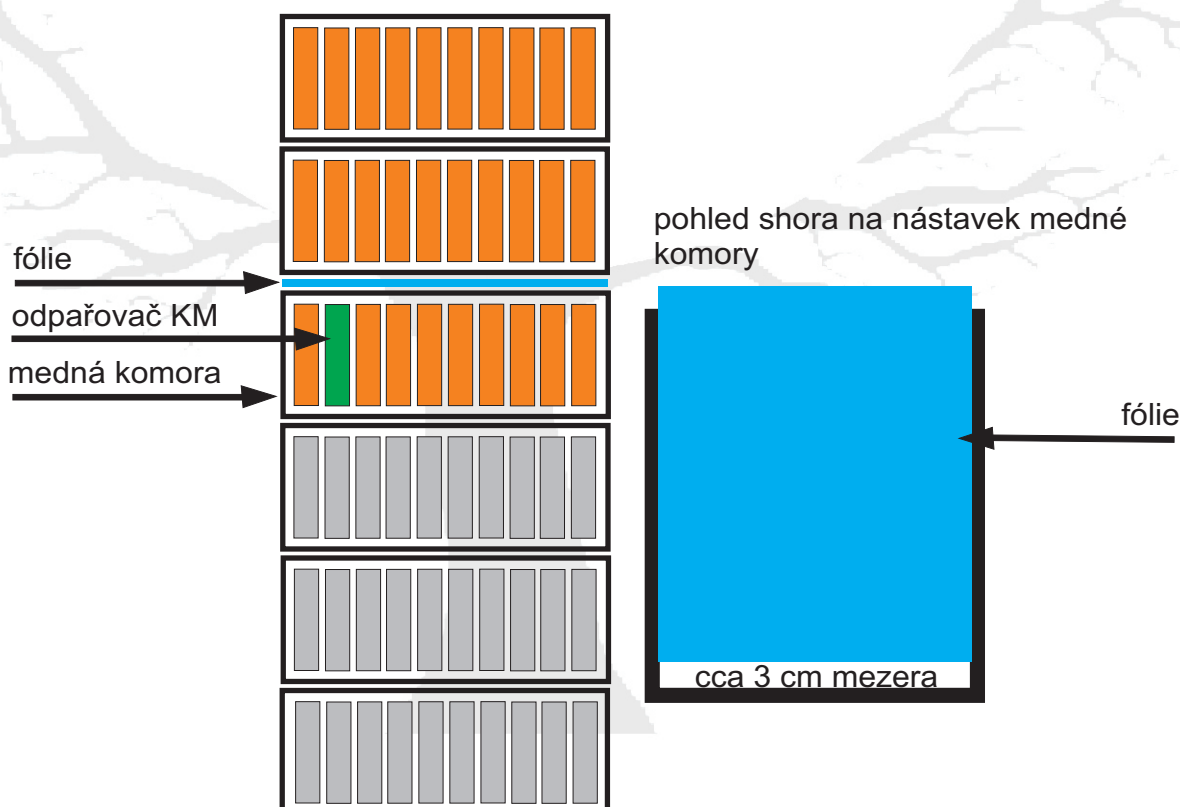 fólie
odpařovač KM
medná komora
pohled shora na nástavek medné
komory
fólie
cca 3 cm mezera